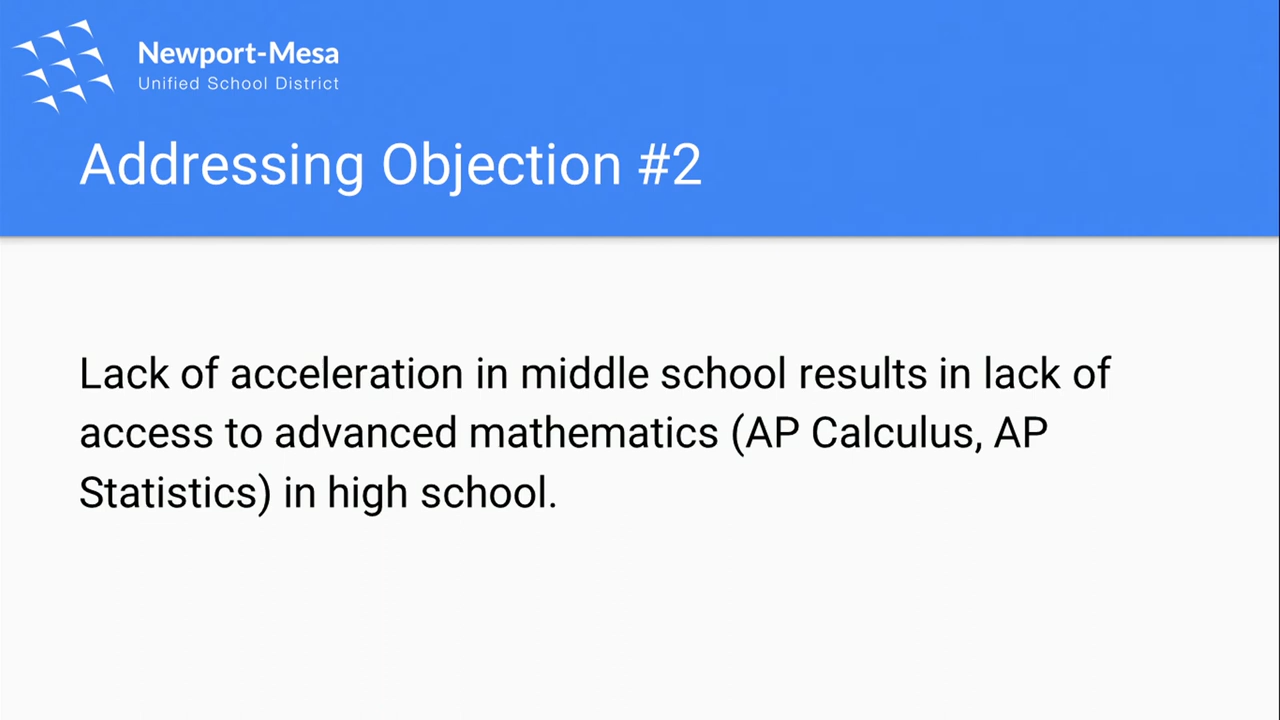 Newport-Mesa
Unified School District
Addressing Objection #2
Lack of acceleration in middle school results in lack of
access to advanced mathematics (AP Calculus, AP
Statistics) in high school.